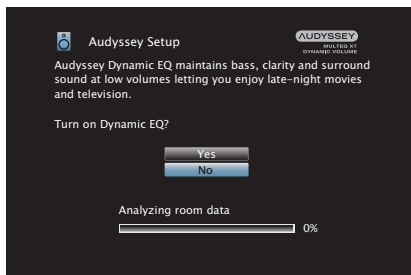 Audyssey Setup
AUDYSSEY
MULTEQ XT
DYNAMIC VOLUME
Audyssey Dynamic EQ maintains bass, clarity and surround
sound at low volumes letting you enjoy late-night movies
and television.
Turn on Dynamic EQ?
Yes
No
Analyzing room data
0%